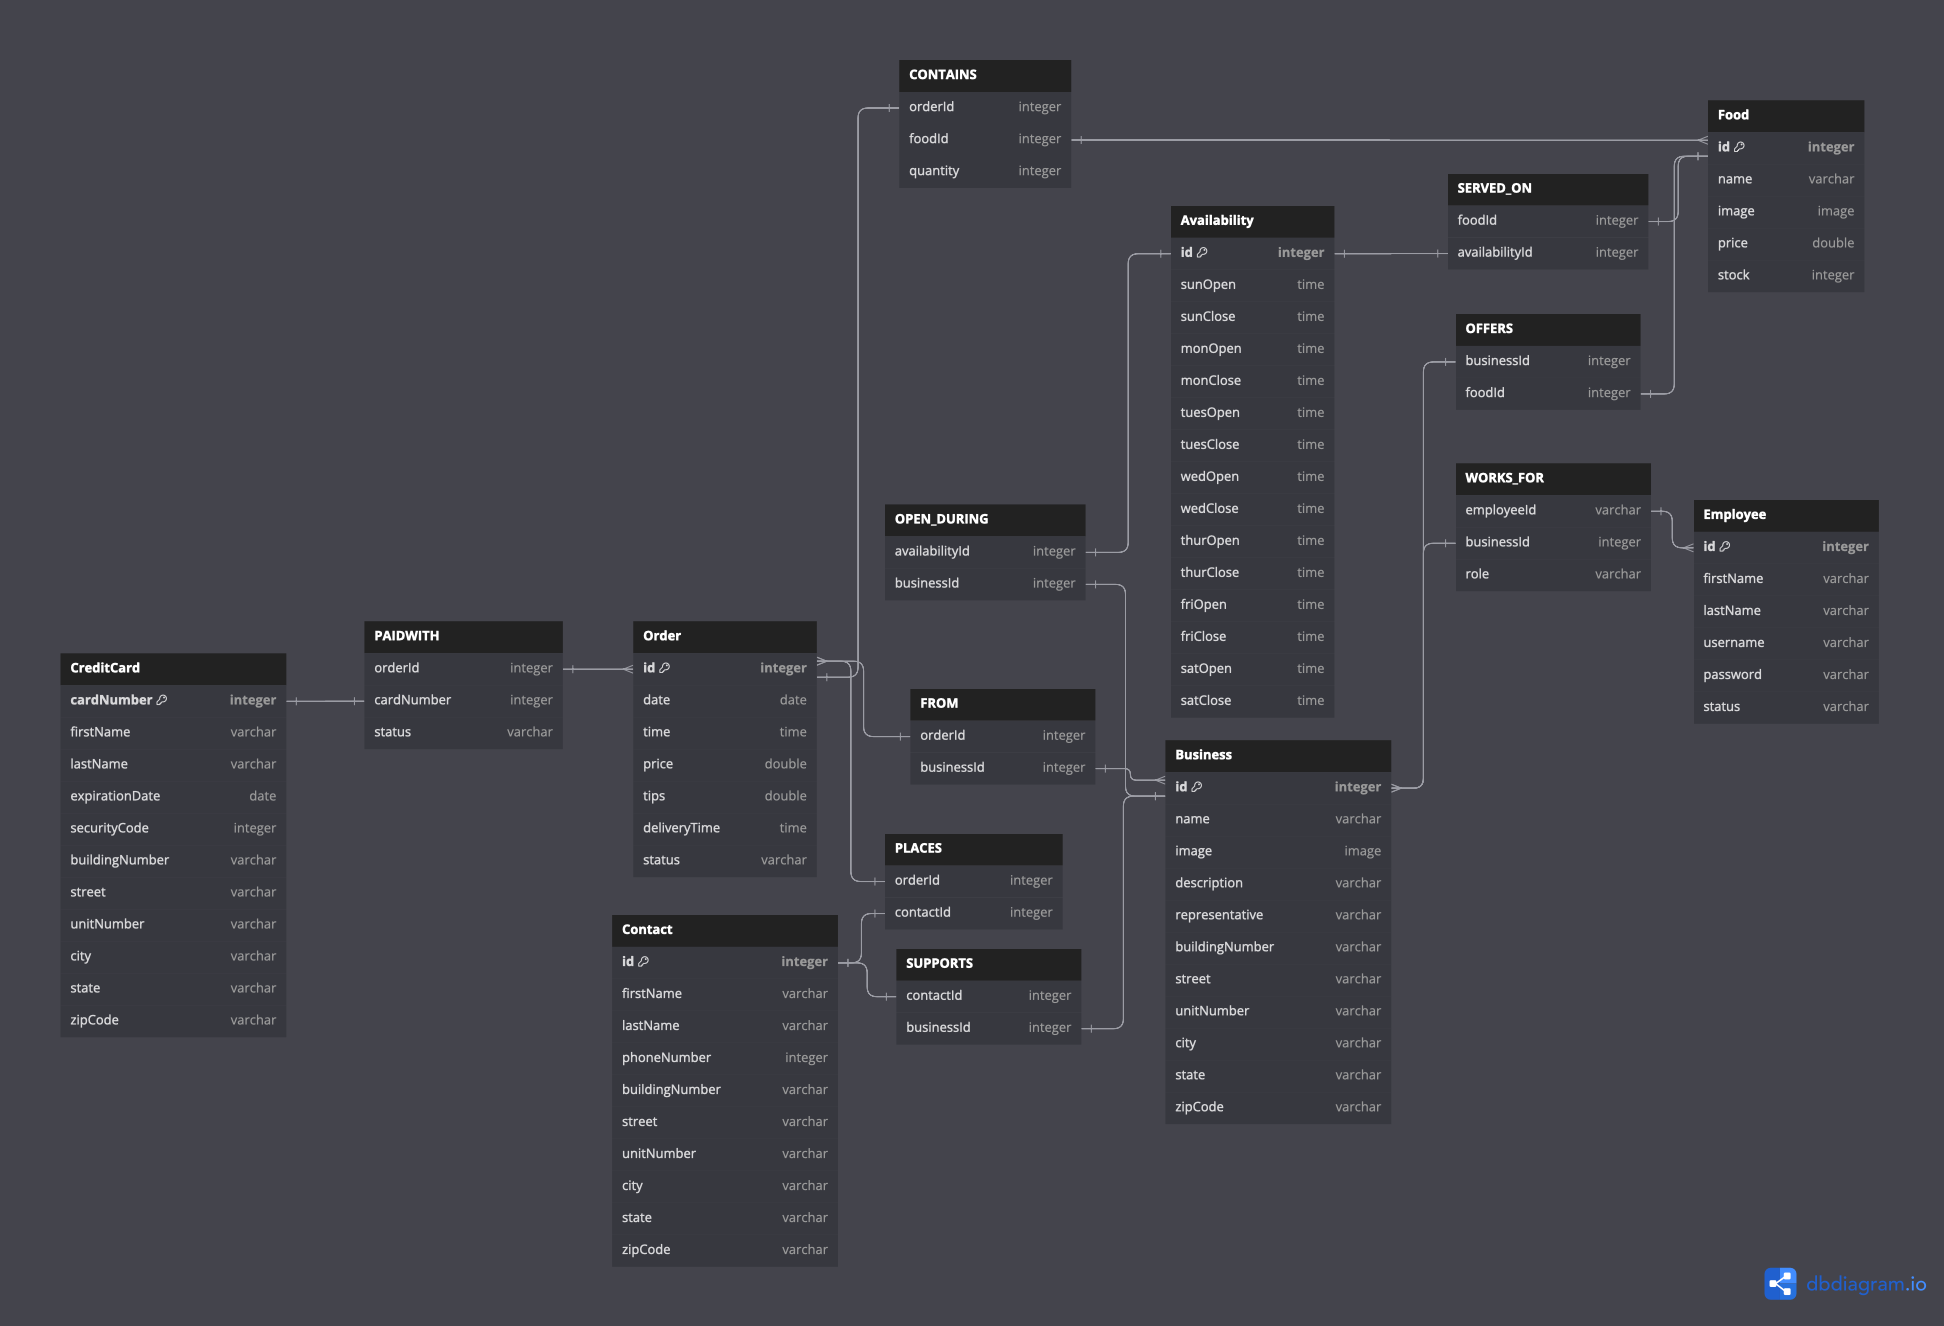 CONTAINS
orderId integer
foodId integer
quantity integer
Food
id integer
name varchar
image image
price double
stock integer
SERVED_ON
foodId integer
availabilityId integer
Availability
id integer
sunOpen time
sunClose time
monOpen time
monClose time
tuesOpen time
tuesClose time
wedOpen time
wedClose time
thurOpen time
thurClose time
friOpen time
friClose time
satOpen time
satClose time
OFFERS
businessId integer
foodId integer
WORKS_FOR
employeeId varchar
businessId integer
role varchar
Employee
id integer
firstName varchar
lastName varchar
username varchar
password varchar
status varchar
OPEN_DURING
availabilityId integer
businessId integer
PAIDWITH
orderId integer
cardNumber integer
status varchar
Order
id integer
date date
time time
price double
tips double
deliveryTime time
status varchar
CreditCard
cardNumber integer
firstName varchar
lastName varchar
expirationDate date
securityCode integer
buildingNumber varchar
street varchar
unitNumber varchar
city varchar
state varchar
zipCode varchar
FROM
orderId integer
businessId integer
Business
id integer
name varchar
image image
description varchar
representative varchar
buildingNumber varchar
street varchar
unitNumber varchar
city varchar
state varchar
zipCode varchar
PLACES
orderId integer
contactId integer
Contact
id integer
firstName varchar
lastName varchar
phoneNumber integer
buildingNumber varchar
street varchar
unitNumber varchar
city varchar
state varchar
zipCode varchar
SUPPORTS
contactId integer
businessId integer
dbdiagram.io